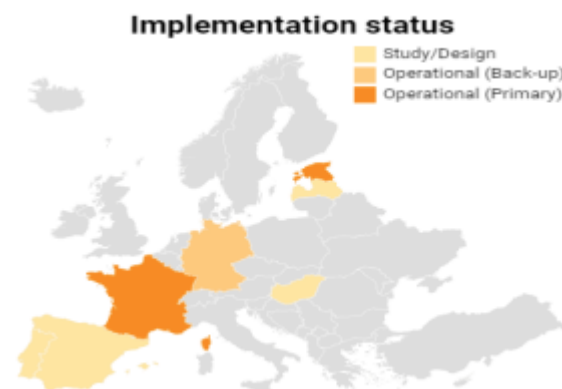 Implementation status
Study/Design
Operational (Back-up)
Operational (Primary)